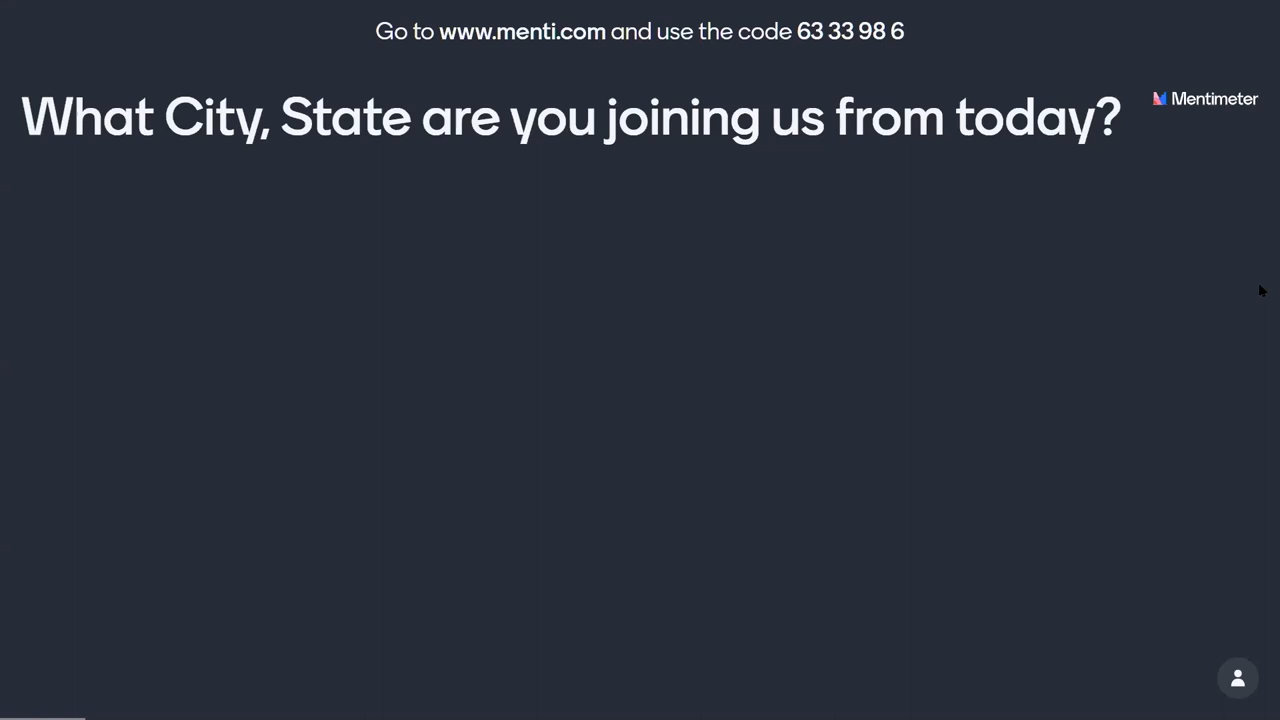 Go to www.menti.com and use the code 63 33 98 6
What City, State are you joining us from today?
Mentimeter